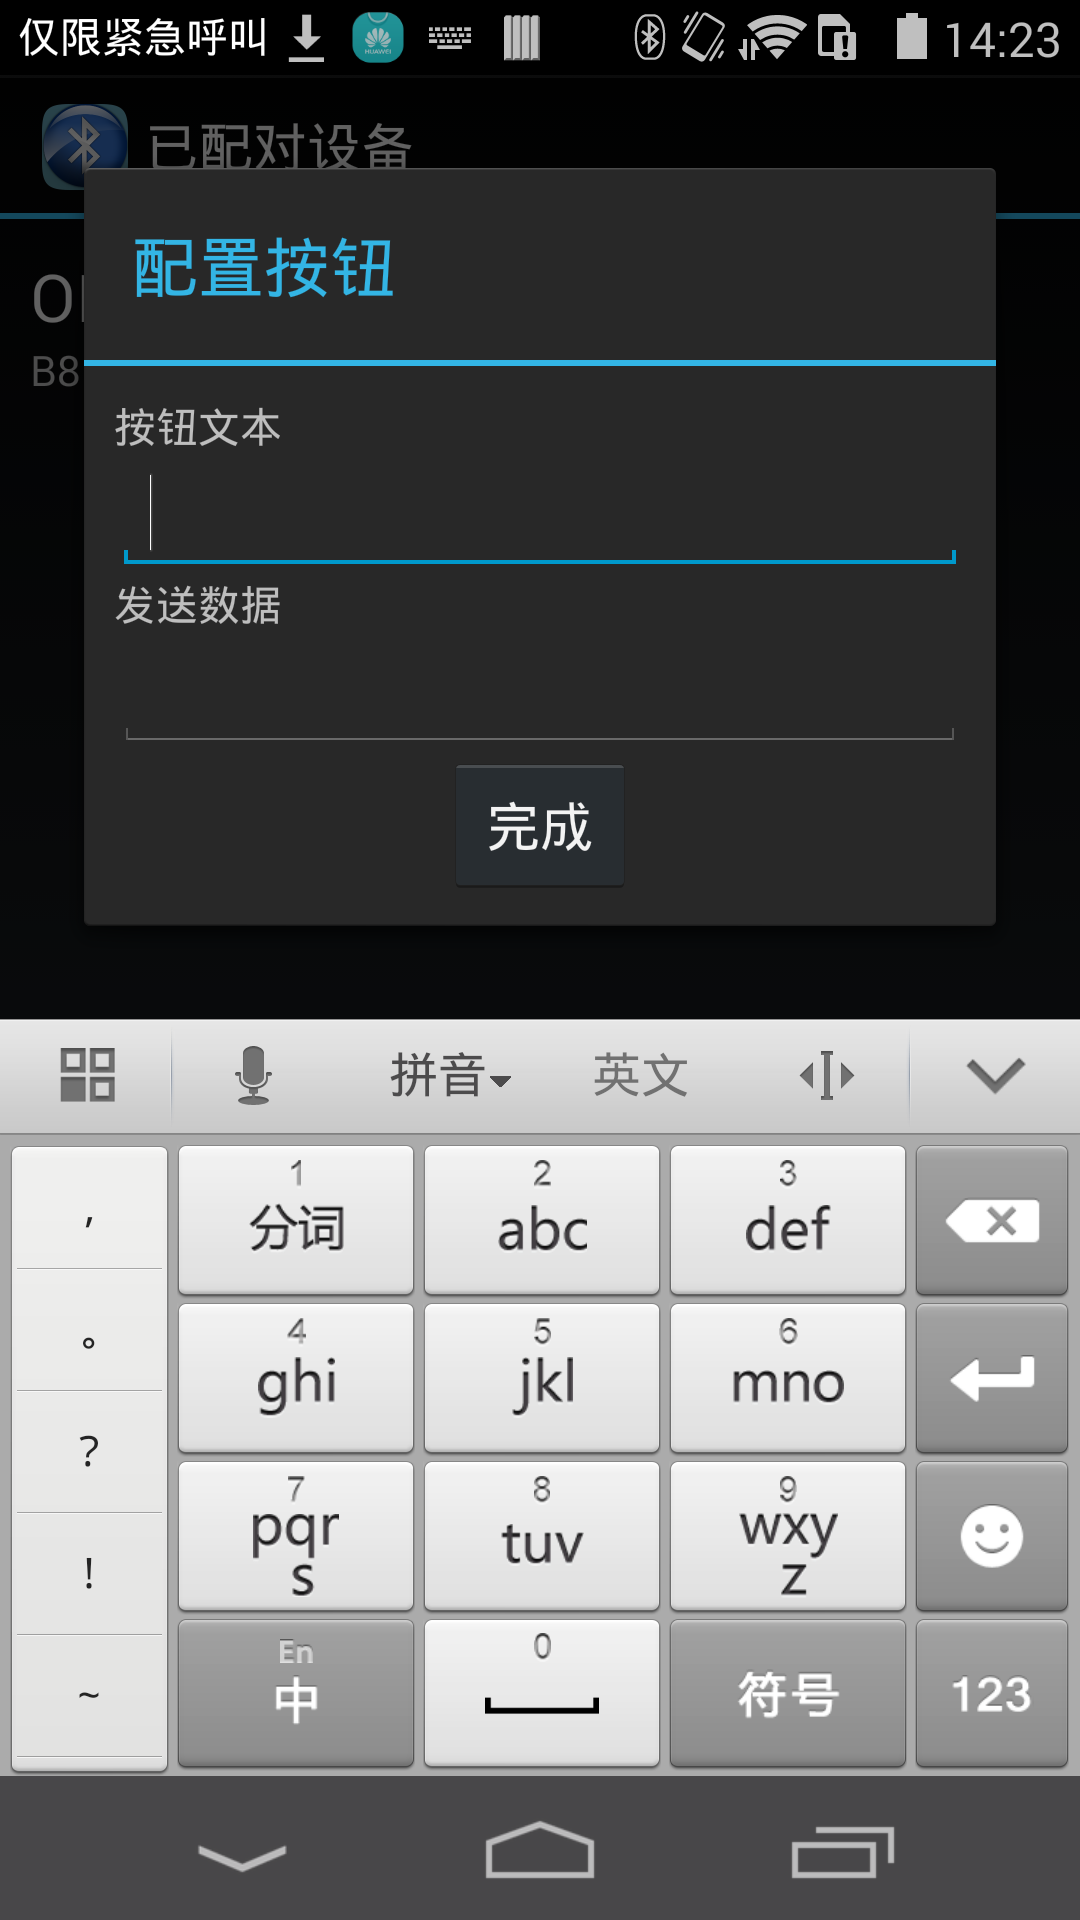 仅限紧急呼叫 HUAWEI 14:23
已配对设备
配置按钮
B8
按钮文本
发送数据
完成
拼音 英文
, 1 分词 2 abc 3 def
。 4 ghi 5 jkl 6 mno
? 7 pqrs 8 tuv 9 wxyz
!
~ En 中 0 符号 123